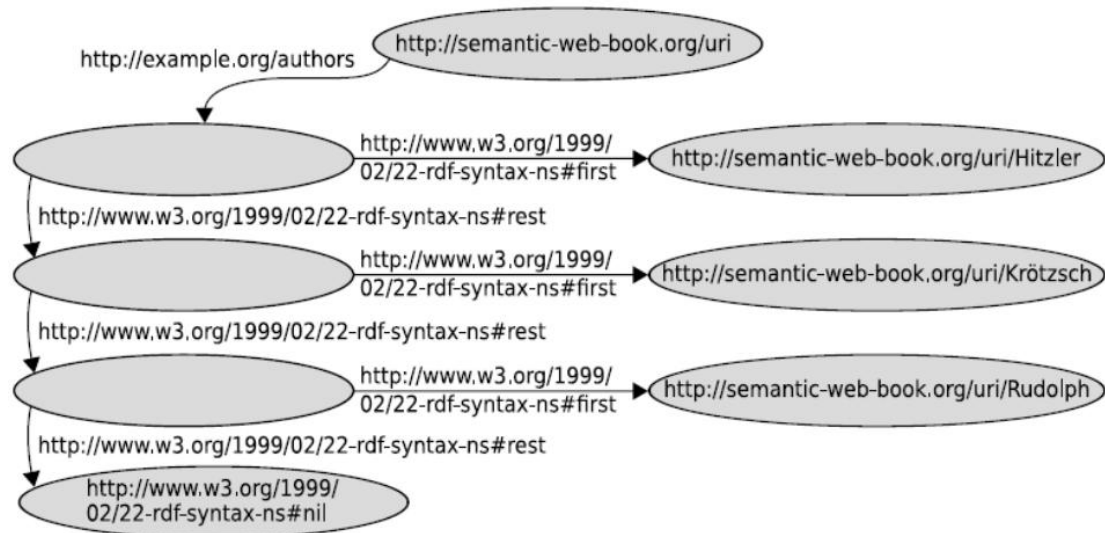 http://semantic-web-book.org/uri
http://example.org/authors
http://www.w3.org/1999/
02/22-rdf-syntax-ns#first
http://semantic-web-book.org/uri/Hitzler
http://www.w3.org/1999/02/22-rdf-syntax-ns#rest
http://www.w3.org/1999/
02/22-rdf-syntax-ns#first
http://semantic-web-book.org/uri/Krötzsch
http://www.w3.org/1999/02/22-rdf-syntax-ns#rest
http://www.w3.org/1999/
02/22-rdf-syntax-ns#first
http://semantic-web-book.org/uri/Rudolph
http://www.w3.org/1999/02/22-rdf-syntax-ns#rest
http://www.w3.org/1999/
02/22-rdf-syntax-ns#nil